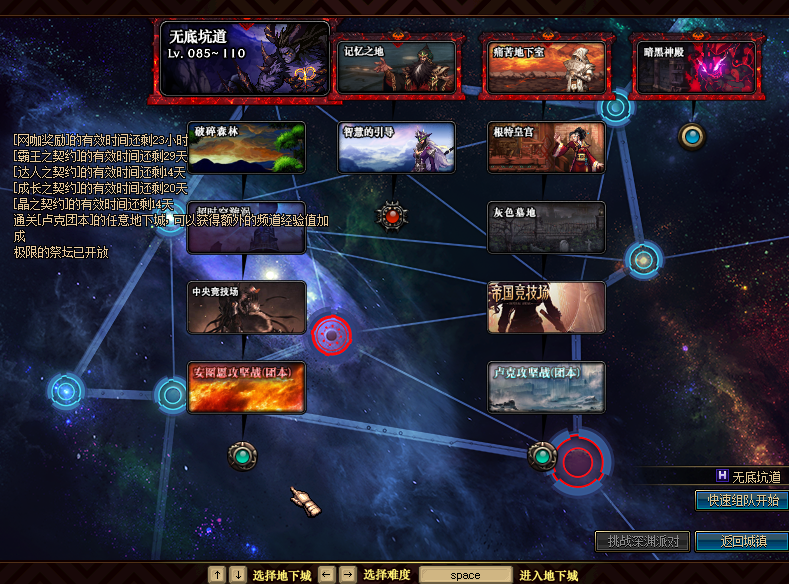 无底坑道
Lv. 085~110
记忆之地
痛苦地下室
暗黑神殿
破碎森林
智慧的引导
根特皇宫
[网咖奖励]的有效时间还剩23小时
[霸王之契约]的有效时间还剩29天
[达人之契约]的有效时间还剩14天
[成长之契约]的有效时间还剩20天
[晶之契约]的有效时间还剩14天
灰色墓地
通关[卢克团本]的任意地下城,可以获得额外的频道经验值加
成
极限的祭坛已开放
中央竞技场
帝国竞技场
安图恩攻坚战(团本)
卢克攻坚战(团本)
H 无底坑道
快速组队开始
挑战深渊派对
返回城镇
↑ ↓ 选择地下城 ← → 选择难度 space 进入地下城